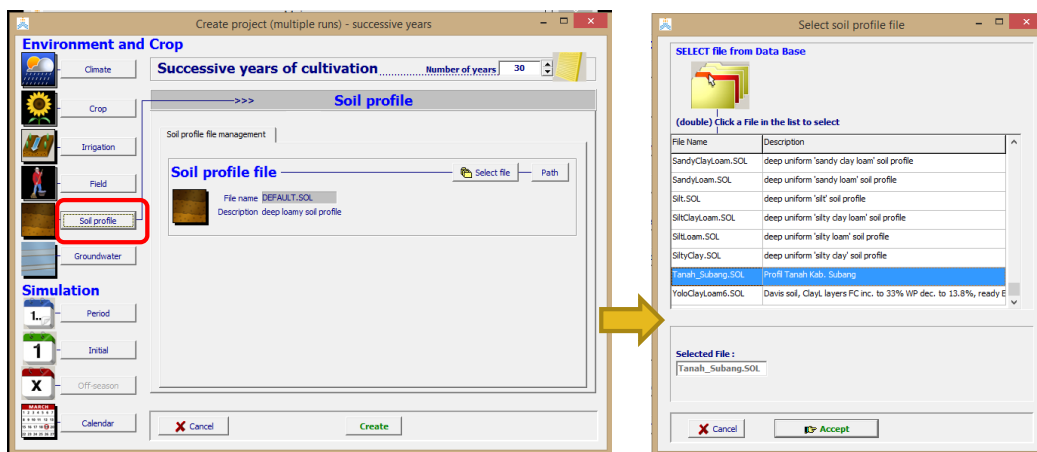 Create project (multiple runs) - successive years
Environment and Crop
Climate
Successive years of cultivation
Number of years
30
>>>
Soil profile
Crop
Soil profile file management
Irrigation
Soil profile file
Select file
Path
Field
File name DEFAULT.SOL
Description deep loamy soil profile
Soil profile
Groundwater
Simulation
1..
Period
1
Initial
X
Off-season
MARCH
Calendar
Cancel
Create
Select soil profile file
SELECT file from Data Base
(double) Click a File in the list to select
File Name Description
SandyClayLoam.SOL deep uniform 'sandy clay loam' soil profile
SandyLoam.SOL deep uniform 'sandy loam' soil profile
Silt.SOL deep uniform 'silt' soil profile
SiltClayLoam.SOL deep uniform 'silty clay loam' soil profile
SiltLoam.SOL deep uniform 'silty loam' soil profile
SiltyClay.SOL deep uniform 'silty clay' soil profile
Tanah_Subang.SOL Profil Tanah Kab. Subang
YoloClayLoam6.SOL Davis soil, ClayL layers FC inc. to 33% WP dec. to 13.8%, ready E
Selected File :
Tanah_Subang.SOL
Cancel
Accept